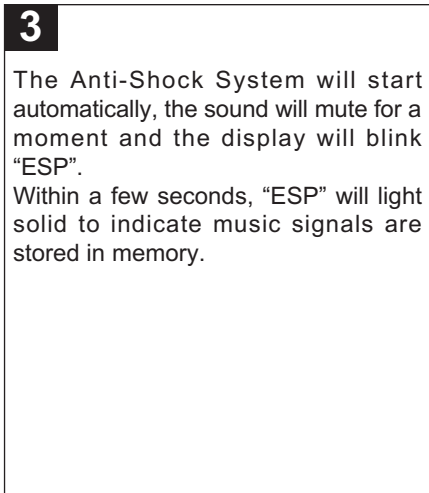 3
The Anti-Shock System will start
automatically, the sound will mute for a
moment and the display will blink
“ESP”.
Within a few seconds, “ESP” will light
solid to indicate music signals are
stored in memory.